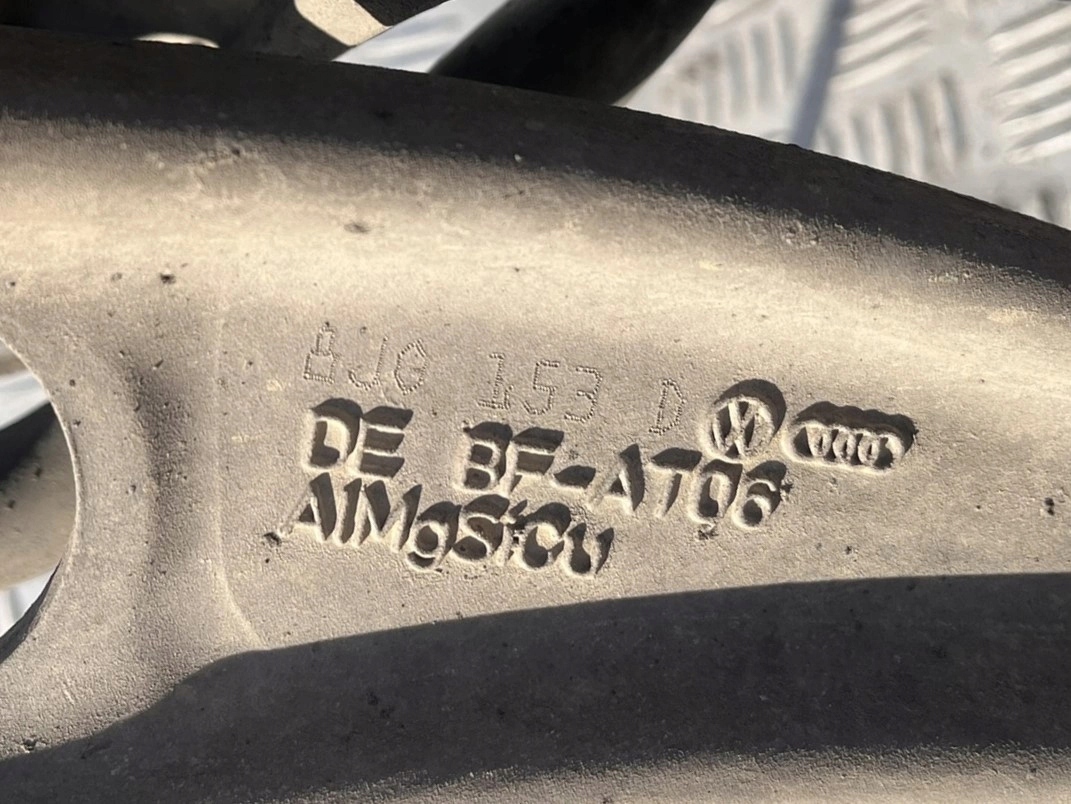 8J0 153 D
DE BF-AT06
AlMgSiCu